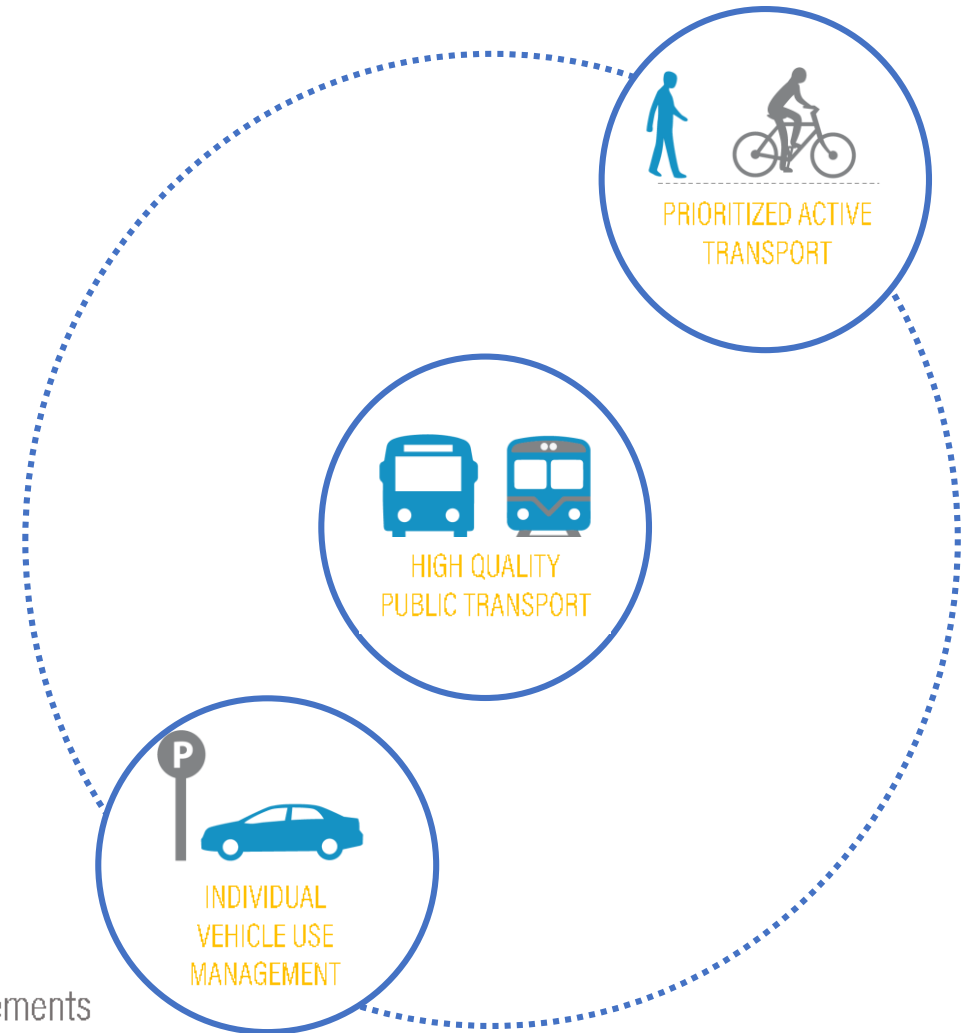 PRIORITIZED ACTIVE
TRANSPORT
HIGH QUALITY
PUBLIC TRANSPORT
P
INDIVIDUAL
VEHICLE USE
MANAGEMENT
ements